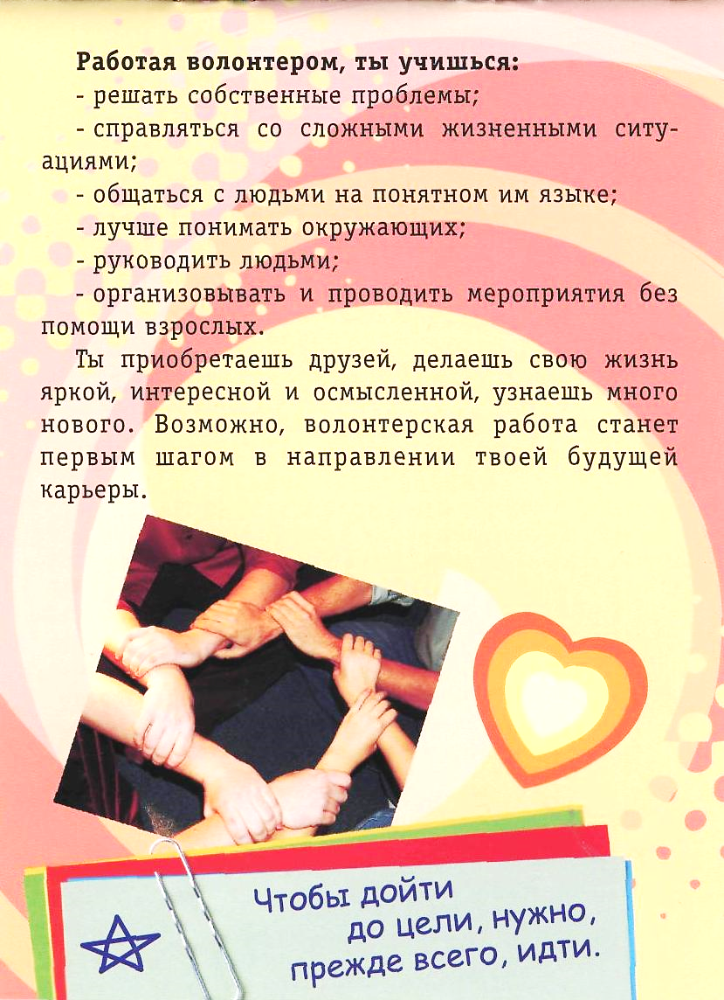 Работая волонтером, ты учишься:
- решать собственные проблемы;
- справляться со сложными жизненными ситу-
ациями;
- общаться с людьми на понятном им языке;
- лучше понимать окружающих;
- руководить людьми;
- организовывать и проводить мероприятия без
помощи взрослых.
Ты приобретаешь друзей, делаешь свою жизнь
яркой, интересной и осмысленной, узнаешь много
нового. Возможно, волонтерская работа станет
первым шагом в направлении твоей будущей
карьеры.
Чтобы дойти
до цели, нужно,
прежде всего, идти.